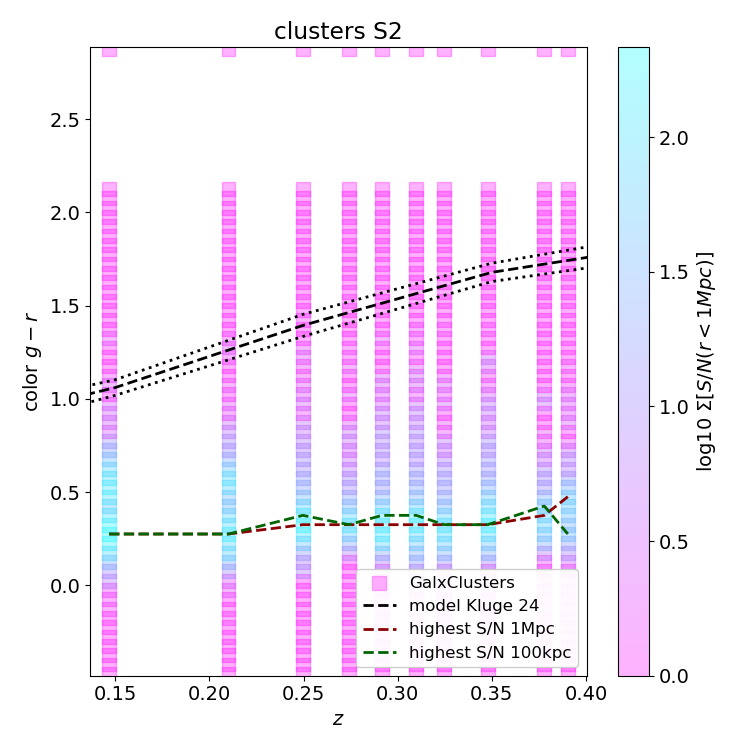 clusters S2
color g − r
2.5
2.0
1.5
1.0
0.5
0.0
0.15
0.20
0.25
0.30
0.35
0.40
z
GalxClusters
model Kluge 24
highest S/N 1Mpc
highest S/N 100kpc
2.0
1.5
1.0
0.5
0.0
log10 Σ[S/N(r < 1Mpc)]